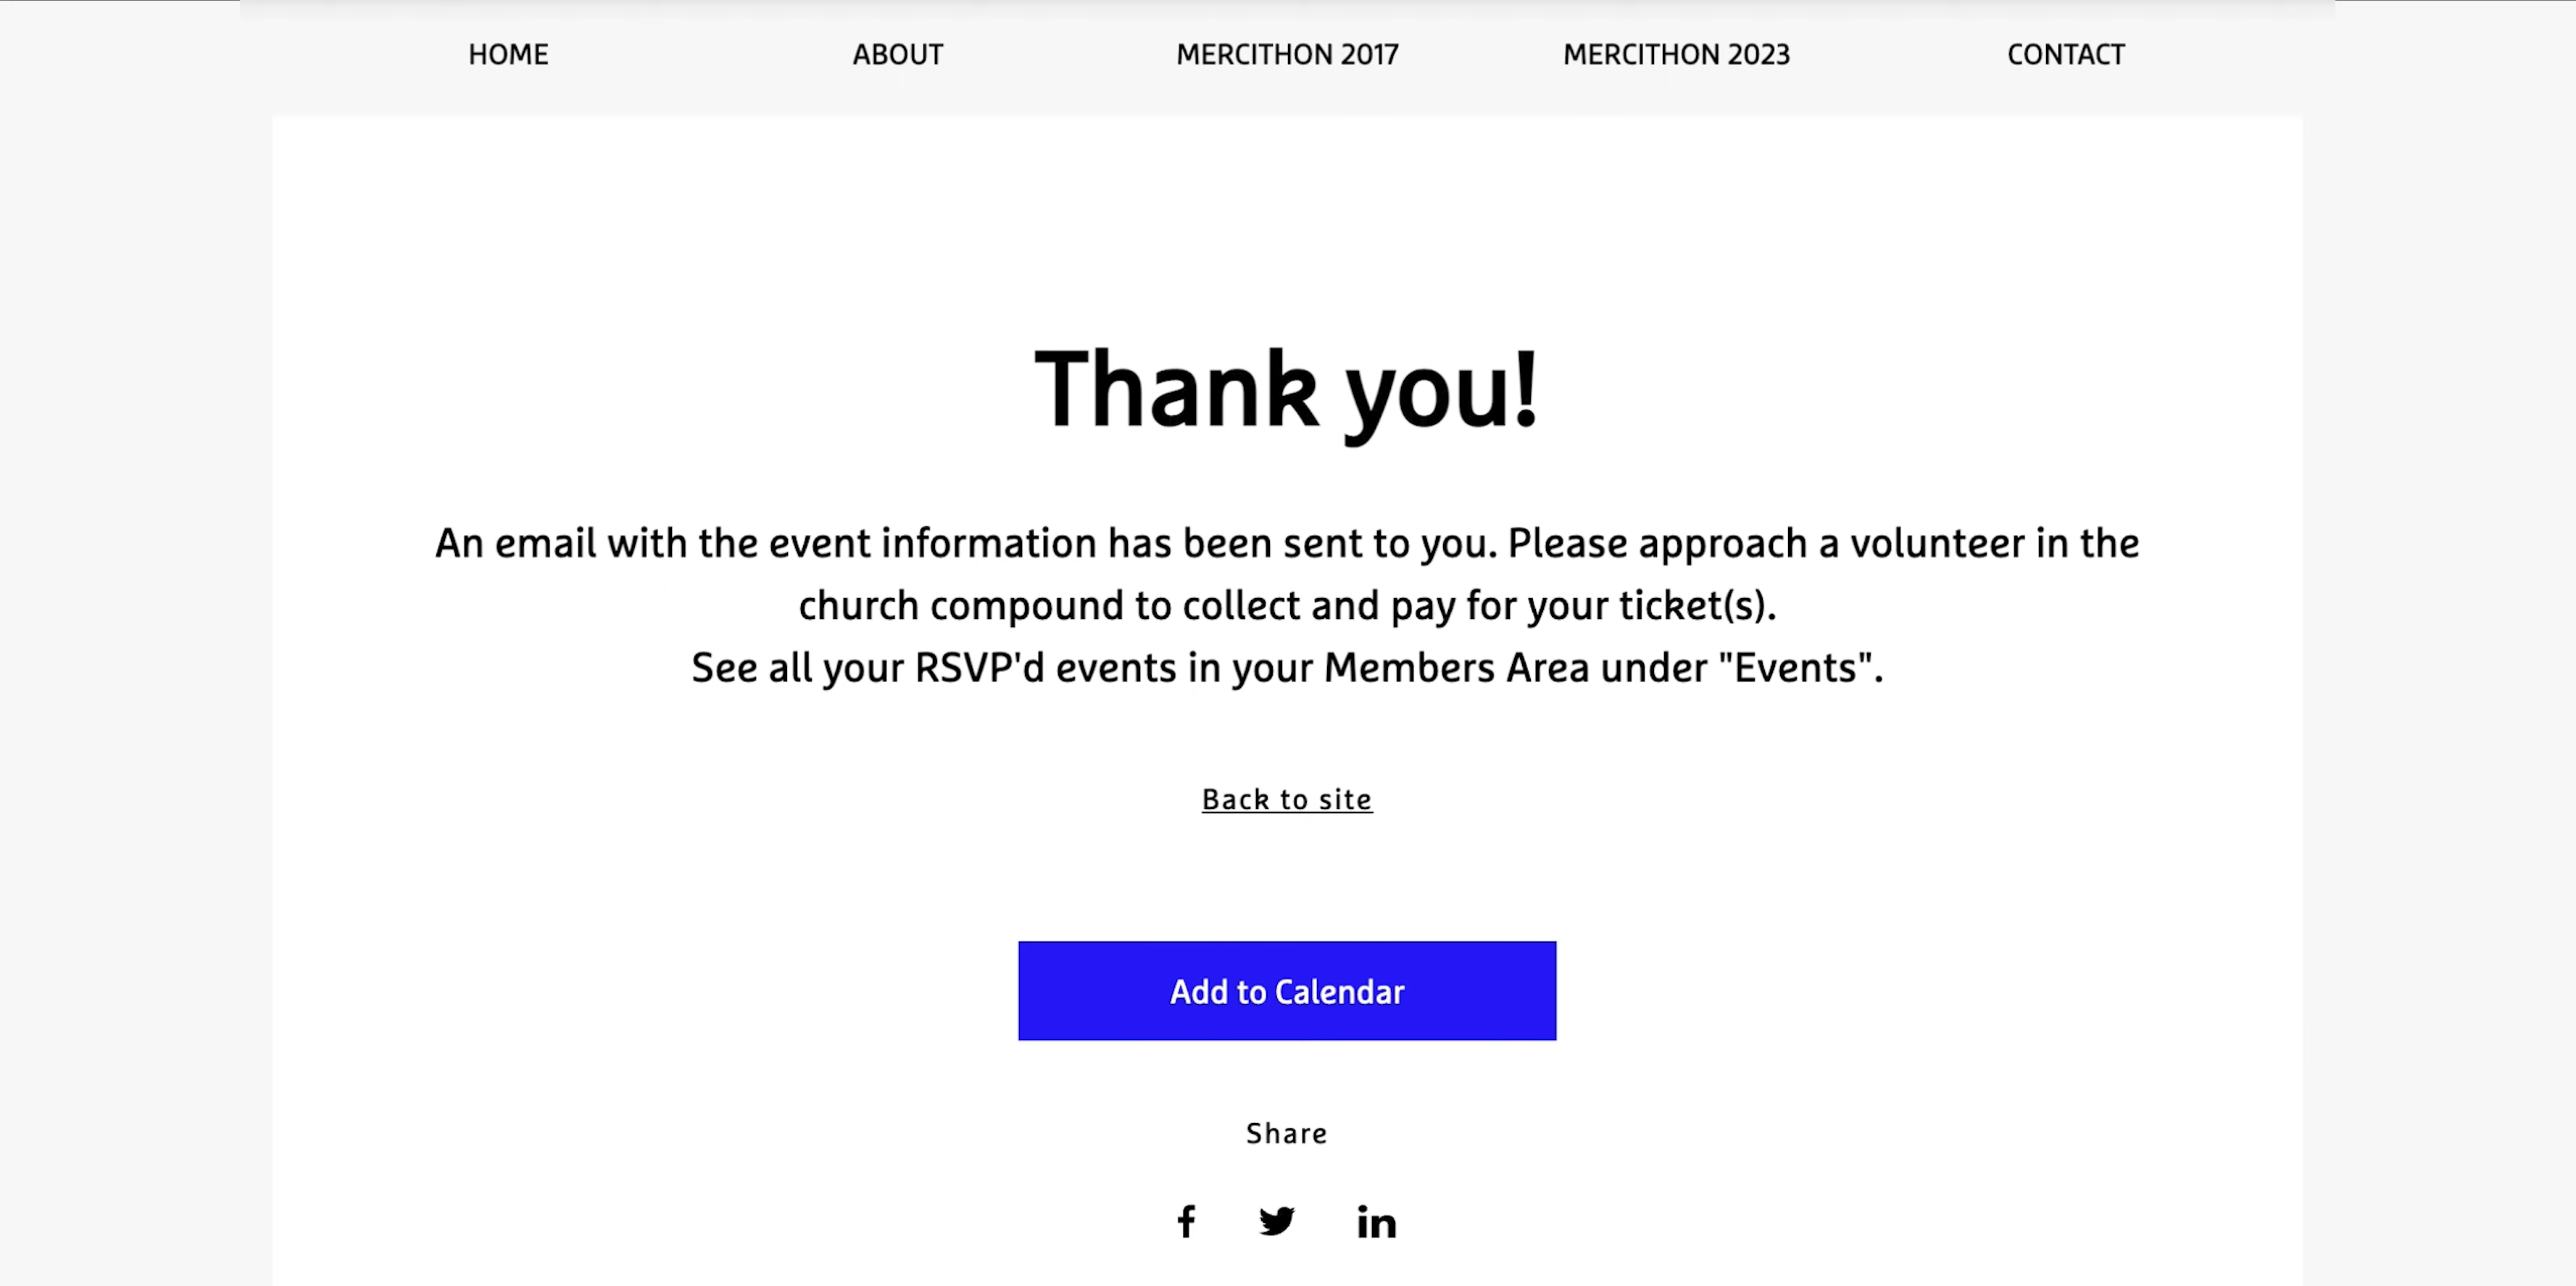 HOME ABOUT MERCITHON 2017 MERCITHON 2023 CONTACT
Thank you!
An email with the event information has been sent to you. Please approach a volunteer in the
church compound to collect and pay for your ticket(s).
See all your RSVP'd events in your Members Area under "Events".
Back to site
Add to Calendar
Share